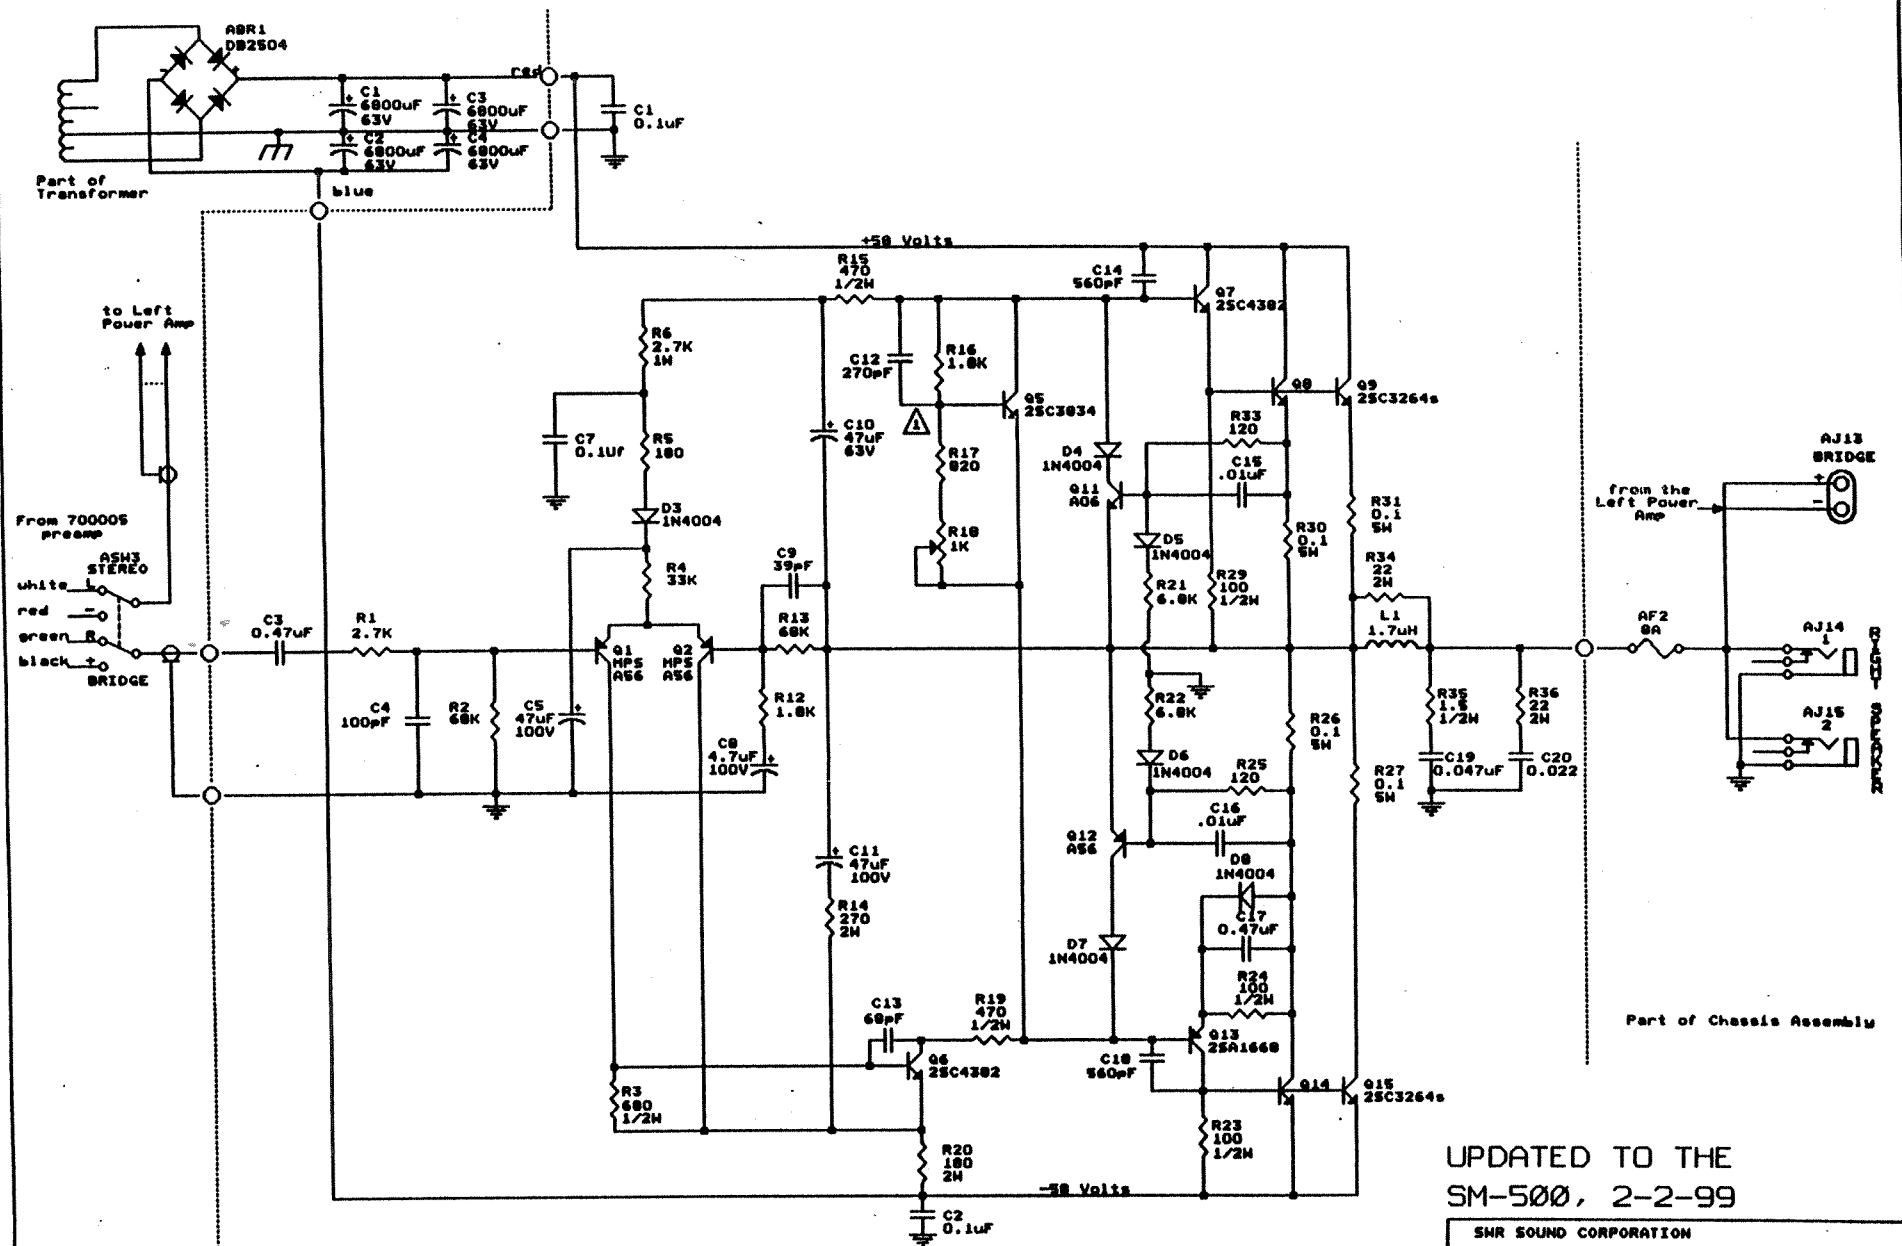 ABR1
DB2504
red
C1
6800uF
63V
C3
6800uF
63V
C1
0.1uF
C2
6800uF
63V
C4
6800uF
63V
Part of
Transformer
blue
+58 Volts
to Left
Power Amp
R15
470
1/2W
C14
560pF
Q7
2SC4382
R6
2.7K
1W
C12
270pF
R16
1.8K
Q5
2SC3834
1
Q8
Q9
2SC3264s
C7
0.1Uf
R5
180
C10
47uF
63V
R17
820
R33
120
D4
1N4004
C15
.01uF
Q11
A06
AJ13
BRIDGE
+
-
from the
Left Power
Amp
From 700005
preamp
ASW3
STEREO
D3
1N4004
R18
1K
D5
1N4004
R30
0.1
5W
R31
0.1
5W
R4
33K
C9
39pF
R21
6.8K
R29
100
1/2W
R34
22
2W
white
L
red
-
green
R
black
+
BRIDGE
C3
0.47uF
R1
2.7K
R13
68K
L1
1.7uH
AF2
8A
AJ14
1
Q1
MPS
A56
Q2
MPS
A56
C4
100pF
R2
68K
C5
47uF
100V
R12
1.8K
R22
6.8K
R26
0.1
5W
R35
1.5
1/2W
R36
22
2W
AJ15
2
RIGHT SPEAKER
C8
4.7uF
100V
D6
1N4004
R25
120
R27
0.1
5W
C19
0.047uF
C20
0.022
C16
.01uF
Q12
A56
C11
47uF
100V
D8
1N4004
R14
270
2W
C17
0.47uF
D7
1N4004
R24
100
1/2W
C13
68pF
R19
470
1/2W
Q13
2SA1668
Part of Chassis Assembly
Q6
2SC4382
C18
560pF
Q14
Q15
2SC3264s
R3
680
1/2W
R23
100
1/2W
R20
180
2W
-58 Volts
C2
0.1uF
UPDATED TO THE
SM-500, 2-2-99
SWR SOUND CORPORATION